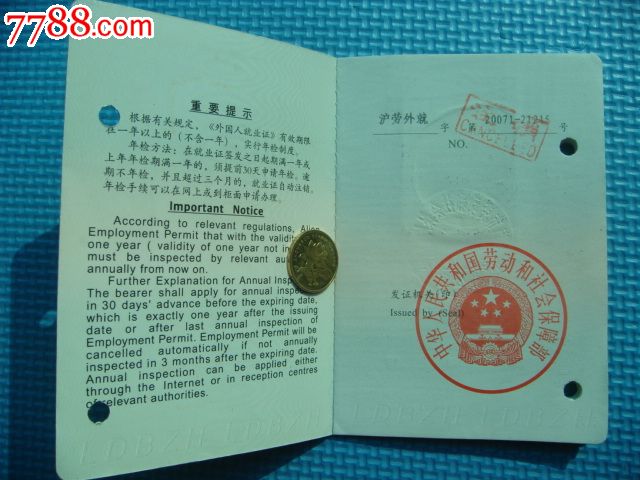 7788.com
重要提示
根据有关规定,《外国人就业证》有效期限
在一年以上的(不含一年),实行年检制度。
年检方法:在就业证签发之日起期满一年或
上年年检期满一年的,须提前30天申请年检。逾
期不年检,并且超过三个月的,就业证自动注销。
年检手续可以在网上或到柜面申请办理。
Important Notice
According to relevant regulations, Alien
Employment Permit that with the validity
one year ( validity of one year not in
must be inspected by relevant au
annually from now on.
Further Explanation for Annual Inspec
The bearer shall apply for annual inspec
in 30 days' advance before the expiring date,
which is exactly one year after the issuing
date or after last annual inspection of
Employment Permit. Employment Permit will be
cancelled automatically if not annually
inspected in 3 months after the expiring date.
Annual inspection can be applied either
through the Internet or in reception centres
of relevant authorities.
LDBZH LDBZH
沪劳外就 字 第 20071-21215 号
NO.
CANCELLED
中华人民共和国劳动和社会保障部
发证机关(印)
Issued by (Seal)
LDBZH